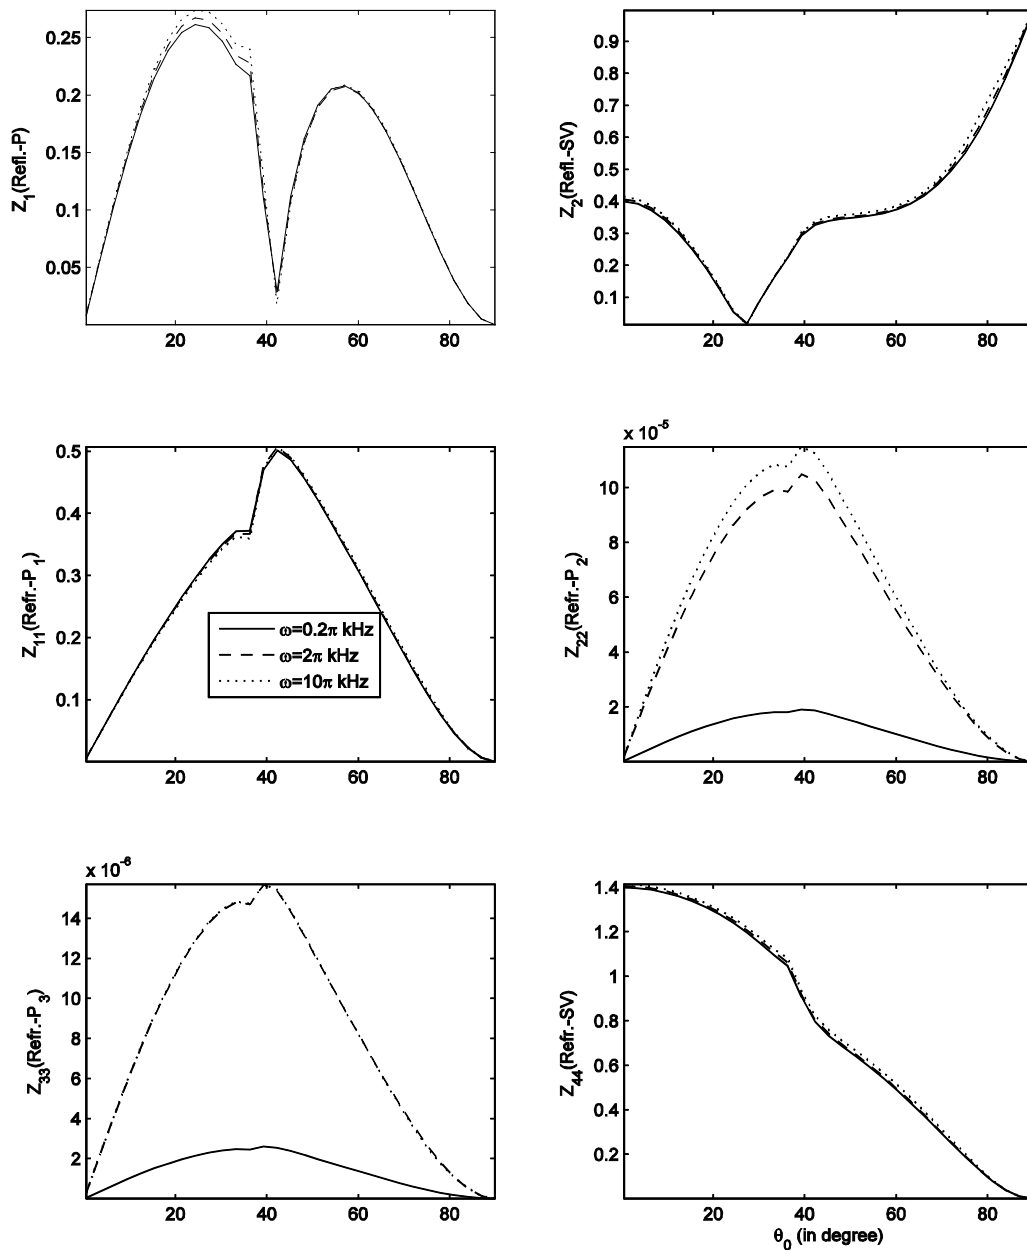 0.25
0.2
0.15
0.1
0.05
20 40 60 80
Z1(Refl.-P)
0.9
0.8
0.7
0.6
0.5
0.4
0.3
0.2
0.1
20 40 60 80
Z2(Refl.-SV)
0.5
0.4
0.3
0.2
0.1
20 40 60 80
Z11(Refr.-P1)
ω=0.2π kHz
ω=2π kHz
ω=10π kHz
x 10-5
10
8
6
4
2
20 40 60 80
Z22(Refr.-P2)
x 10-6
14
12
10
8
6
4
2
20 40 60 80
Z33(Refr.-P3)
1.4
1.2
1
0.8
0.6
0.4
0.2
20 40 60 80
Z44(Refr.-SV)
θ0 (in degree)